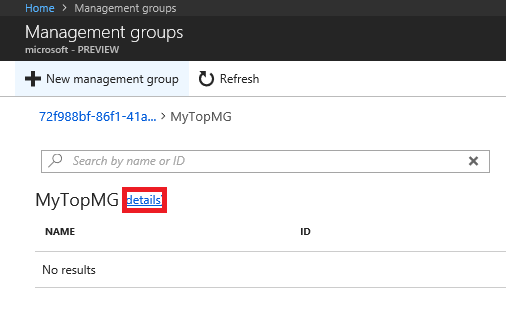 Home > Management groups
Management groups
microsoft - PREVIEW
New management group Refresh
72f988bf-86f1-41a... > MyTopMG
Search by name or ID
MyTopMG details
NAME ID
No results